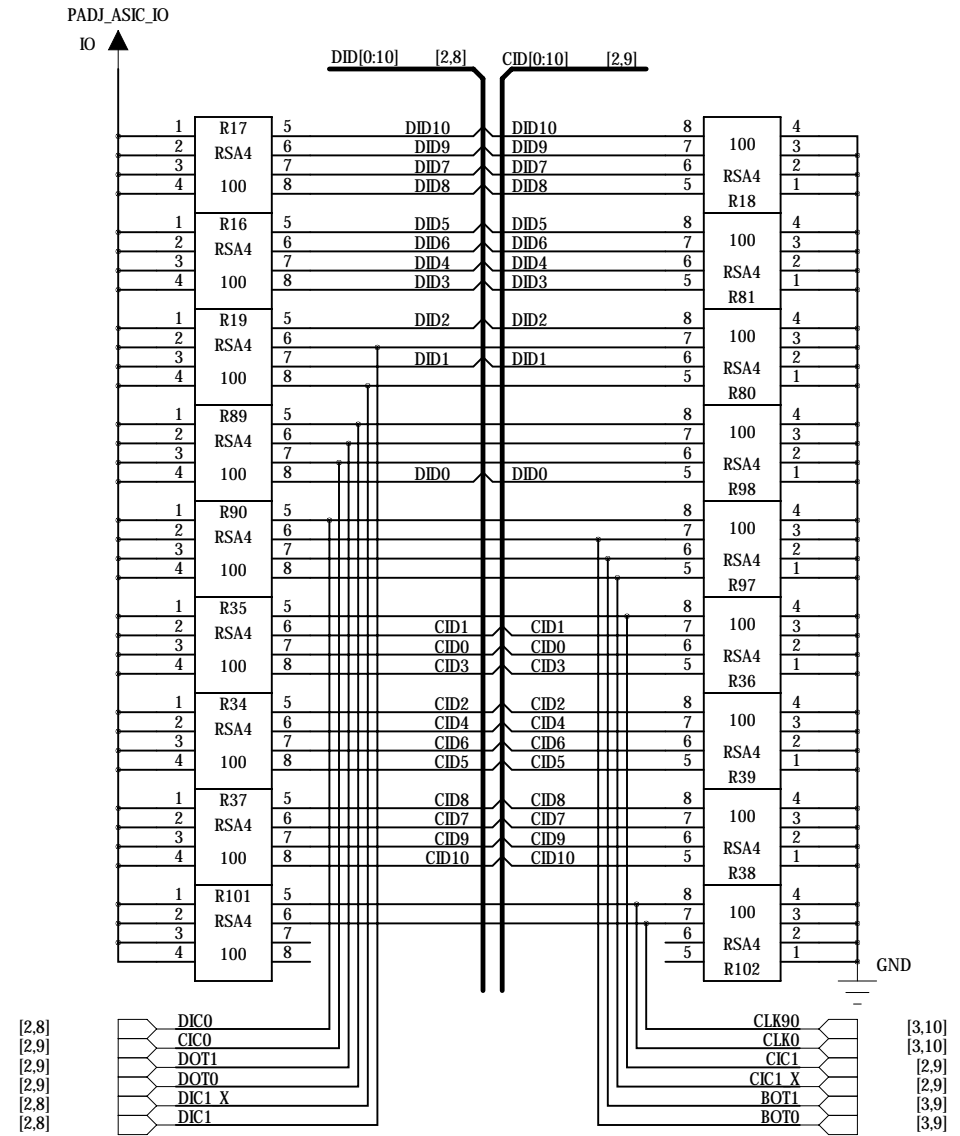 PADJ_ASIC_IO
IO
DID[0:10] [2,8] CID[0:10] [2,9]
1 R17 5 DID10 DID10 8 100 4
2 RSA4 6 DID9 DID9 7 3
3 7 DID7 DID7 6 RSA4 2
4 100 8 DID8 DID8 5 R18 1
1 R16 5 DID5 DID5 8 100 4
2 RSA4 6 DID6 DID6 7 3
3 7 DID4 DID4 6 RSA4 2
4 100 8 DID3 DID3 5 R81 1
1 R19 5 DID2 DID2 8 100 4
2 RSA4 6 7 3
3 7 DID1 DID1 6 RSA4 2
4 100 8 5 R80 1
1 R89 5 8 100 4
2 RSA4 6 7 3
3 7 6 RSA4 2
4 100 8 DID0 DID0 5 R98 1
1 R90 5 8 100 4
2 RSA4 6 7 3
3 7 6 RSA4 2
4 100 8 5 R97 1
1 R35 5 8 100 4
2 RSA4 6 CID1 CID1 7 3
3 7 CID0 CID0 6 RSA4 2
4 100 8 CID3 CID3 5 R36 1
1 R34 5 CID2 CID2 8 100 4
2 RSA4 6 CID4 CID4 7 3
3 7 CID6 CID6 6 RSA4 2
4 100 8 CID5 CID5 5 R39 1
1 R37 5 CID8 CID8 8 100 4
2 RSA4 6 CID7 CID7 7 3
3 7 CID9 CID9 6 RSA4 2
4 100 8 CID10 CID10 5 R38 1
1 R101 5 8 100 4
2 RSA4 6 7 3
3 7 6 RSA4 2
4 100 8 5 R102 1
GND
[2,8] DIC0 CLK90 [3,10]
[2,9] CIC0 CLK0 [3,10]
[2,9] DOT1 CIC1 [2,9]
[2,9] DOT0 CIC1_X [2,9]
[2,8] DIC1_X BOT1 [3,9]
[2,8] DIC1 BOT0 [3,9]